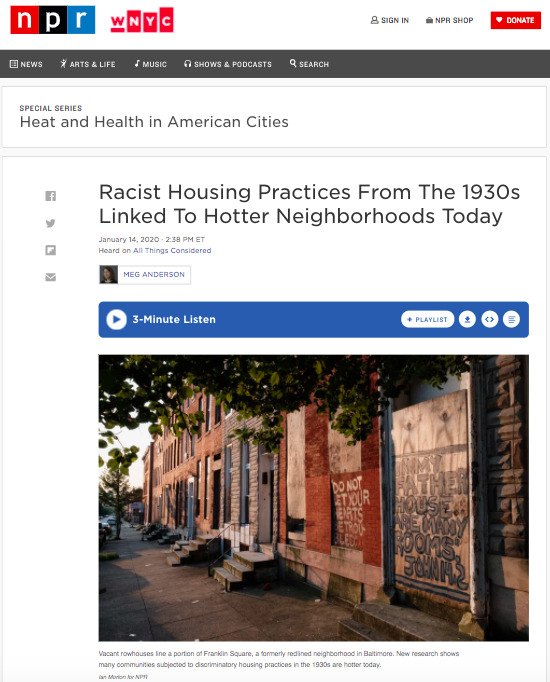 npr WNYC
SIGN IN NPR SHOP DONATE
NEWS ARTS & LIFE MUSIC SHOWS & PODCASTS SEARCH
SPECIAL SERIES
Heat and Health in American Cities
Racist Housing Practices From The 1930s
Linked To Hotter Neighborhoods Today
January 14, 2020 · 2:38 PM ET
Heard on All Things Considered
MEG ANDERSON
3-Minute Listen + PLAYLIST <>
DO NOT
LET YOUR
HEARTS
BE
IN MY
FATHER
HOUSE
ARE MANY
ROOMS.
JOHN 14:2
Vacant rowhouses line a portion of Franklin Square, a formerly redlined neighborhood in Baltimore. New research shows
many communities subjected to discriminatory housing practices in the 1930s are hotter today.
Ian Morton for NPR